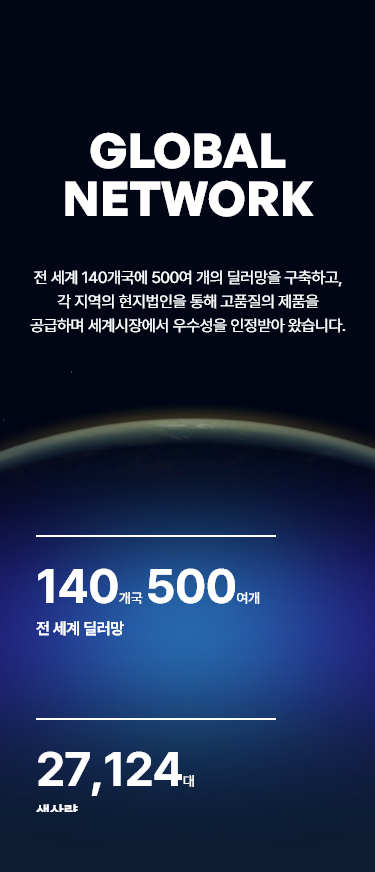 GLOBAL
NETWORK
전 세계 140개국에 500여 개의 딜러망을 구축하고,
각 지역의 현지법인을 통해 고품질의 제품을
공급하며 세계시장에서 우수성을 인정받아 왔습니다.
140개국 500여개
전 세계 딜러망
27,124대
생산량